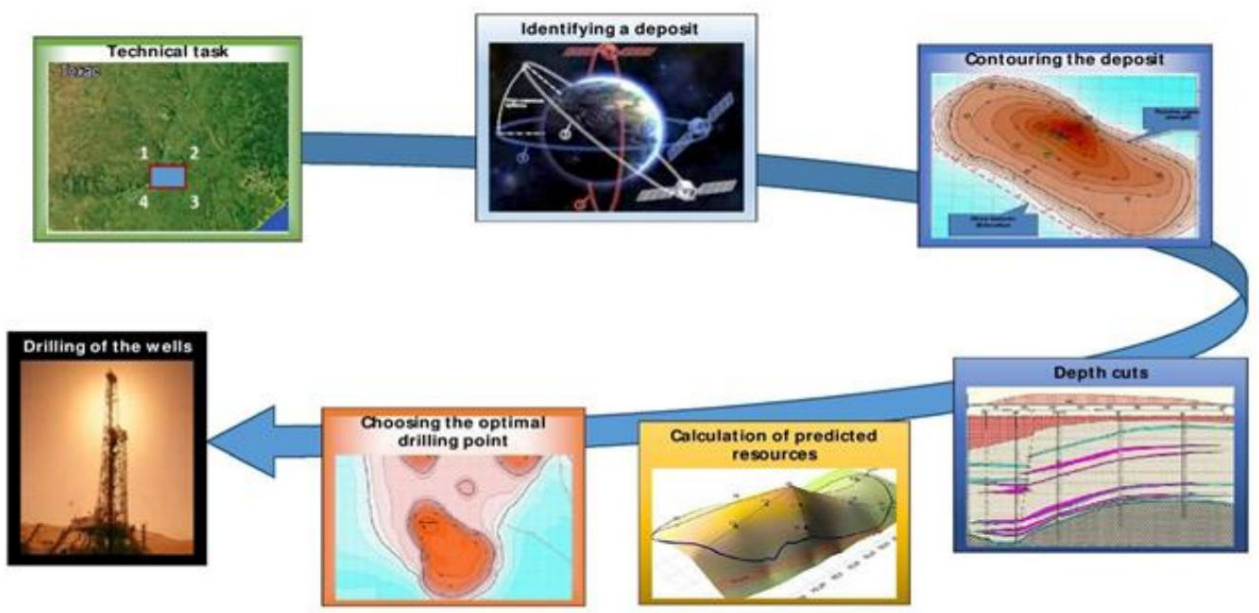 Technical task
1
2
4
3
Identifying a deposit
Contouring the deposit
Depth cuts
Calculation of predicted
resources
Choosing the optimal
drilling point
Drilling of the wells